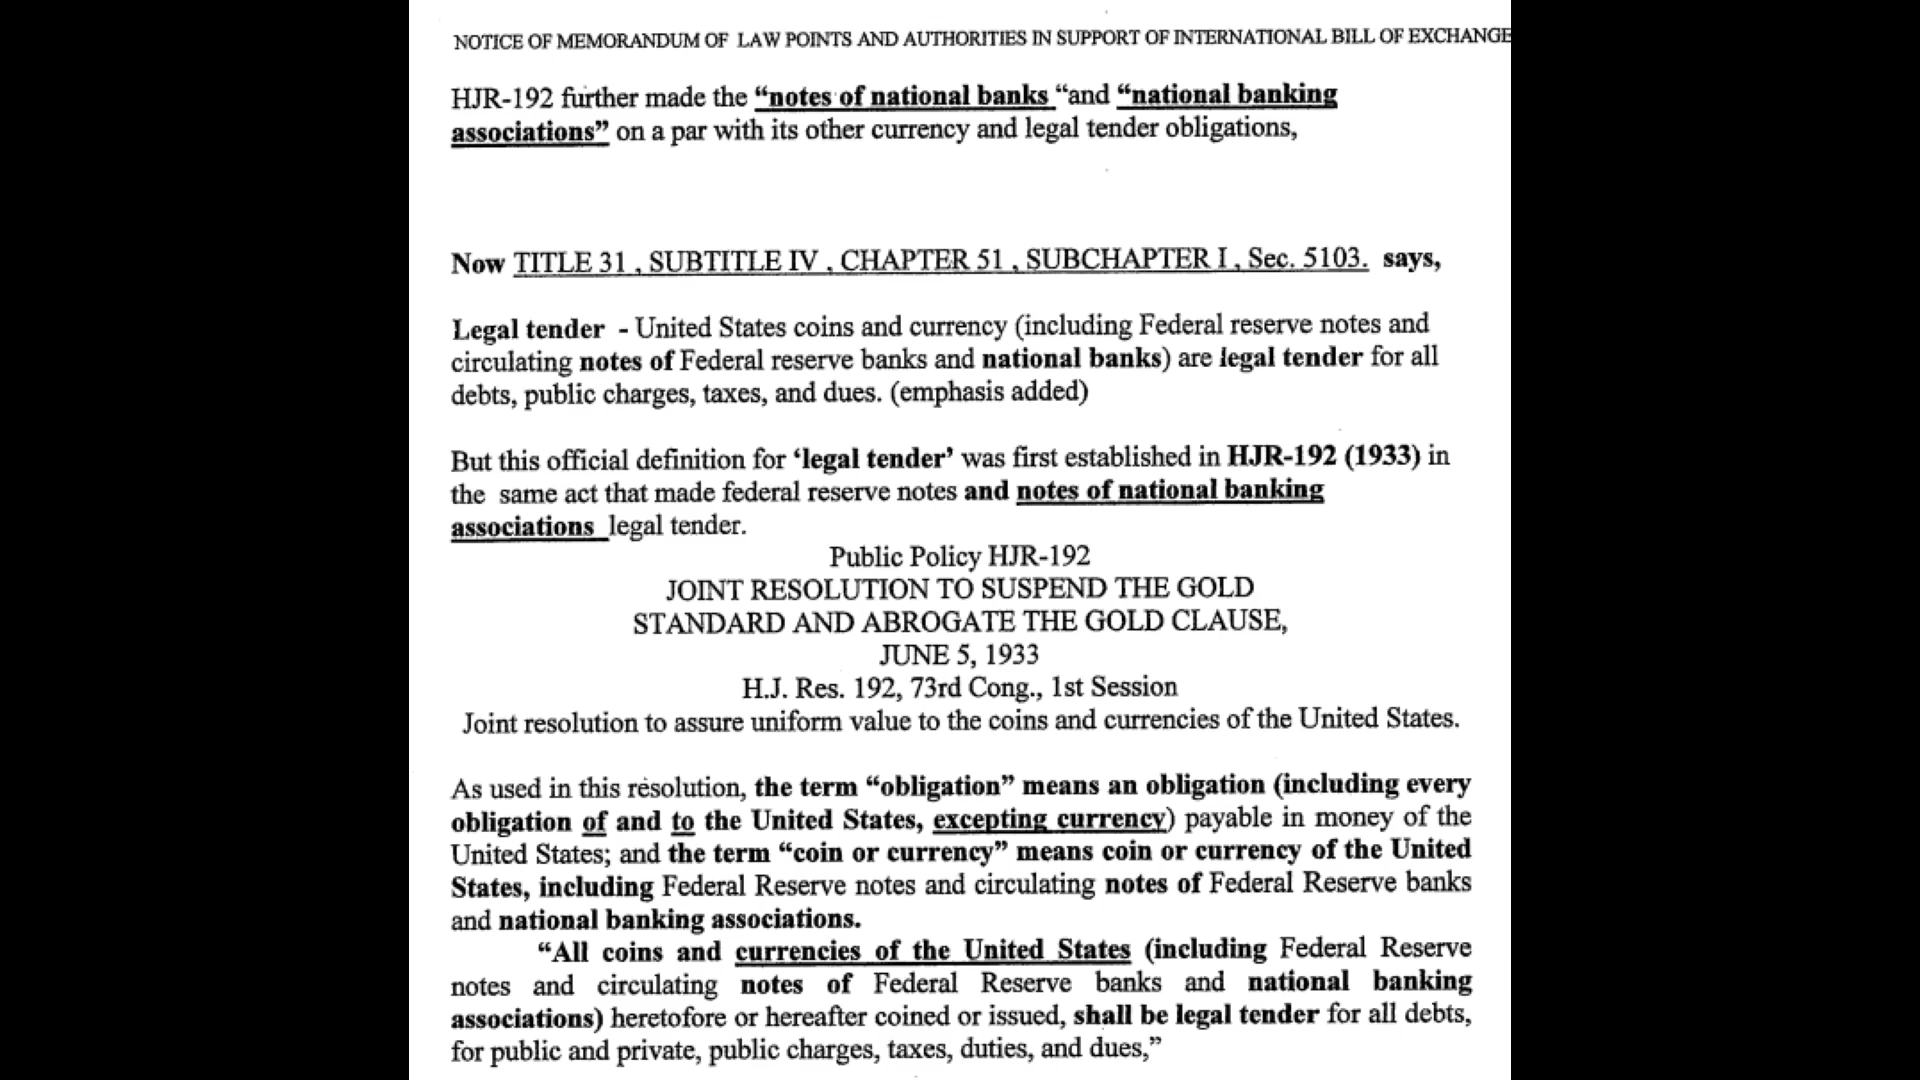 NOTICE OF MEMORANDUM OF LAW POINTS AND AUTHORITIES IN SUPPORT OF INTERNATIONAL BILL OF EXCHANGE
HJR-192 further made the “notes of national banks “and “national banking
associations” on a par with its other currency and legal tender obligations,
Now TITLE 31 , SUBTITLE IV , CHAPTER 51 , SUBCHAPTER I , Sec. 5103. says,
Legal tender - United States coins and currency (including Federal reserve notes and
circulating notes of Federal reserve banks and national banks) are legal tender for all
debts, public charges, taxes, and dues. (emphasis added)
But this official definition for ‘legal tender’ was first established in HJR-192 (1933) in
the same act that made federal reserve notes and notes of national banking
associations legal tender.
Public Policy HJR-192
JOINT RESOLUTION TO SUSPEND THE GOLD
STANDARD AND ABROGATE THE GOLD CLAUSE,
JUNE 5, 1933
H.J. Res. 192, 73rd Cong., 1st Session
Joint resolution to assure uniform value to the coins and currencies of the United States.
As used in this resolution, the term “obligation” means an obligation (including every
obligation of and to the United States, excepting currency) payable in money of the
United States; and the term “coin or currency” means coin or currency of the United
States, including Federal Reserve notes and circulating notes of Federal Reserve banks
and national banking associations.
“All coins and currencies of the United States (including Federal Reserve
notes and circulating notes of Federal Reserve banks and national banking
associations) heretofore or hereafter coined or issued, shall be legal tender for all debts,
for public and private, public charges, taxes, duties, and dues,”